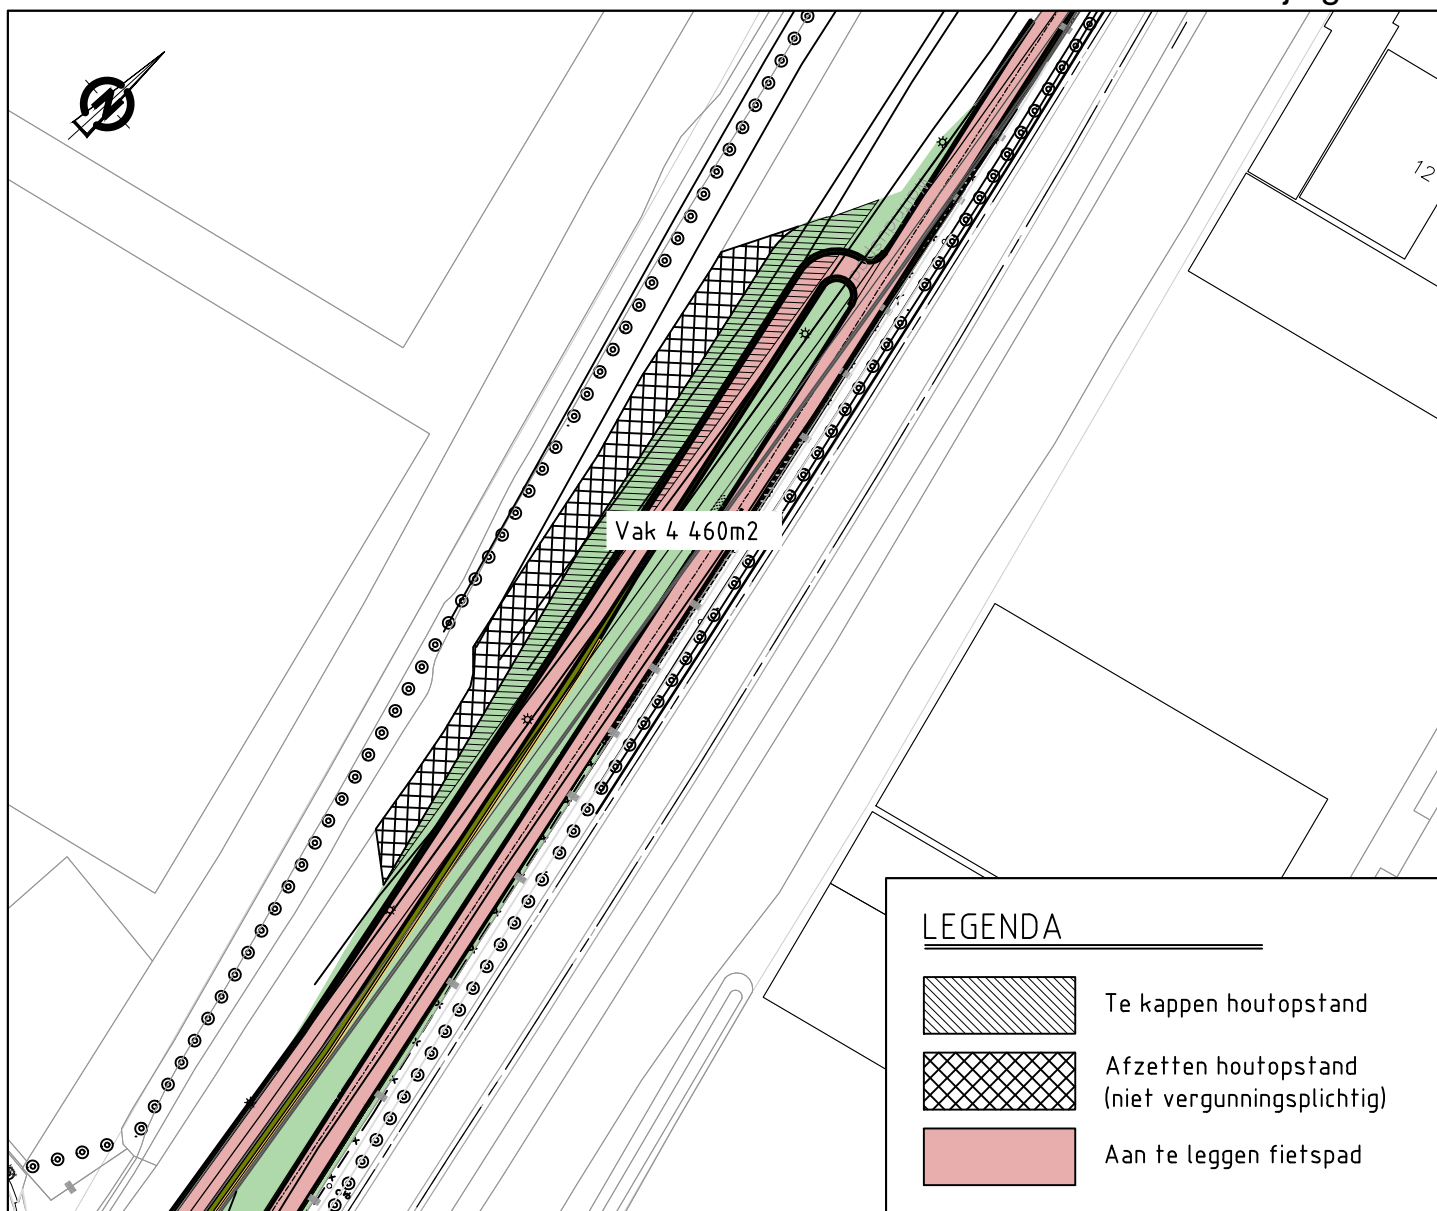 N
12
Vak 4 460m2
LEGENDA
Te kappen houtopstand
Afzetten houtopstand
(niet vergunningsplichtig)
Aan te leggen fietspad